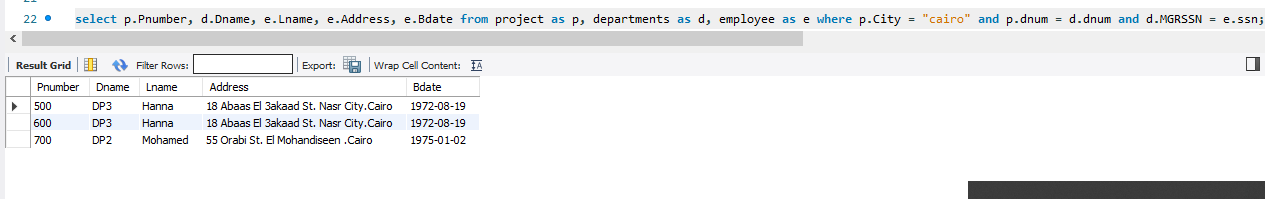 22 select p.Pnumber, d.Dname, e.Lname, e.Address, e.Bdate from project as p, departments as d, employee as e where p.City = "cairo" and p.dnum = d.dnum and d.MGRSSN = e.ssn;
Result Grid Filter Rows: Export: Wrap Cell Content:
Pnumber Dname Lname Address Bdate
500 DP3 Hanna 18 Abaas El 3akaad St. Nasr City.Cairo 1972-08-19
600 DP3 Hanna 18 Abaas El 3akaad St. Nasr City.Cairo 1972-08-19
700 DP2 Mohamed 55 Orabi St. El Mohandiseen .Cairo 1975-01-02